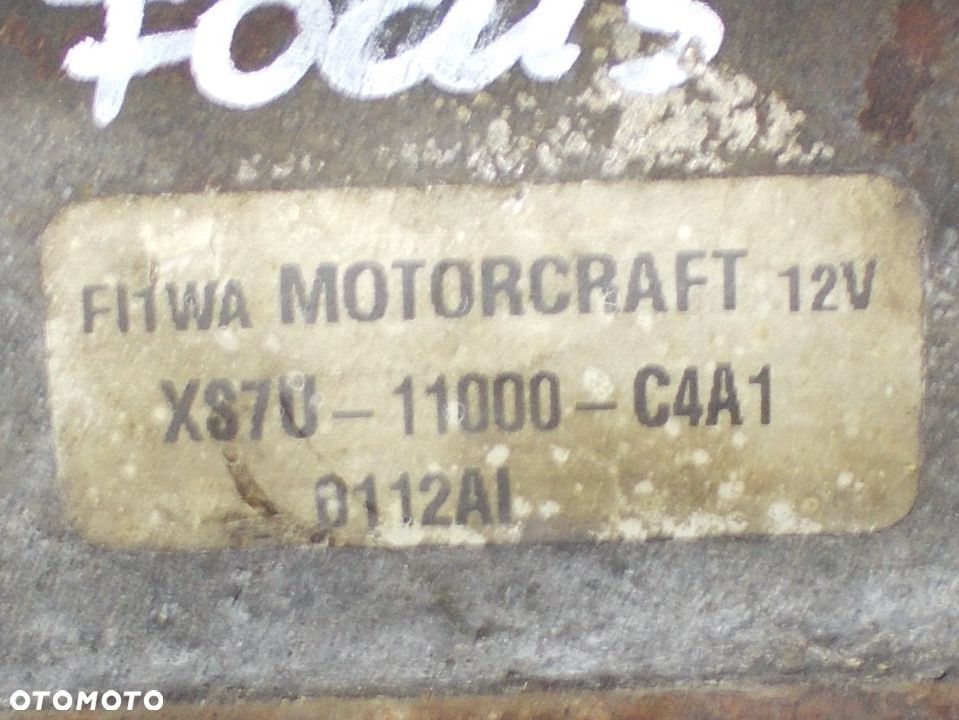 FOCUS
FI1WA MOTORCRAFT 12V
XS7U-11000-C4A1
0112AI
OTOMOTO